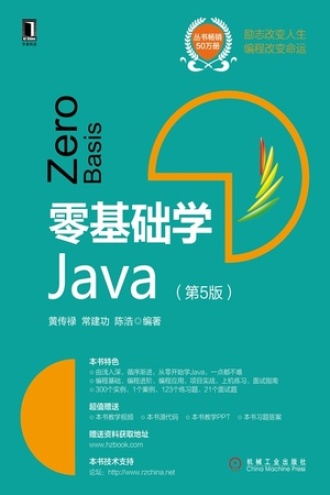 华章教育
丛书畅销
50万册
励志改变人生
编程改变命运
Zero
Basis
零基础学
Java
（第5版）
黄传禄 常建功 陈浩◎编著
本书特色
由浅入深，循序渐进，从零开始学Java，一点都不难
编程基础，编程进阶，编程应用，项目实战，上机练习，面试指南
300个实例，1个案例，123个练习题，21个面试题
超值赠送
本书教学视频 本书源代码 本书教学PPT 本书习题答案
赠送资料获取地址
www.hzbook.com
本书技术支持
论坛：http://www.rzchina.net
机械工业出版社
China Machine Press